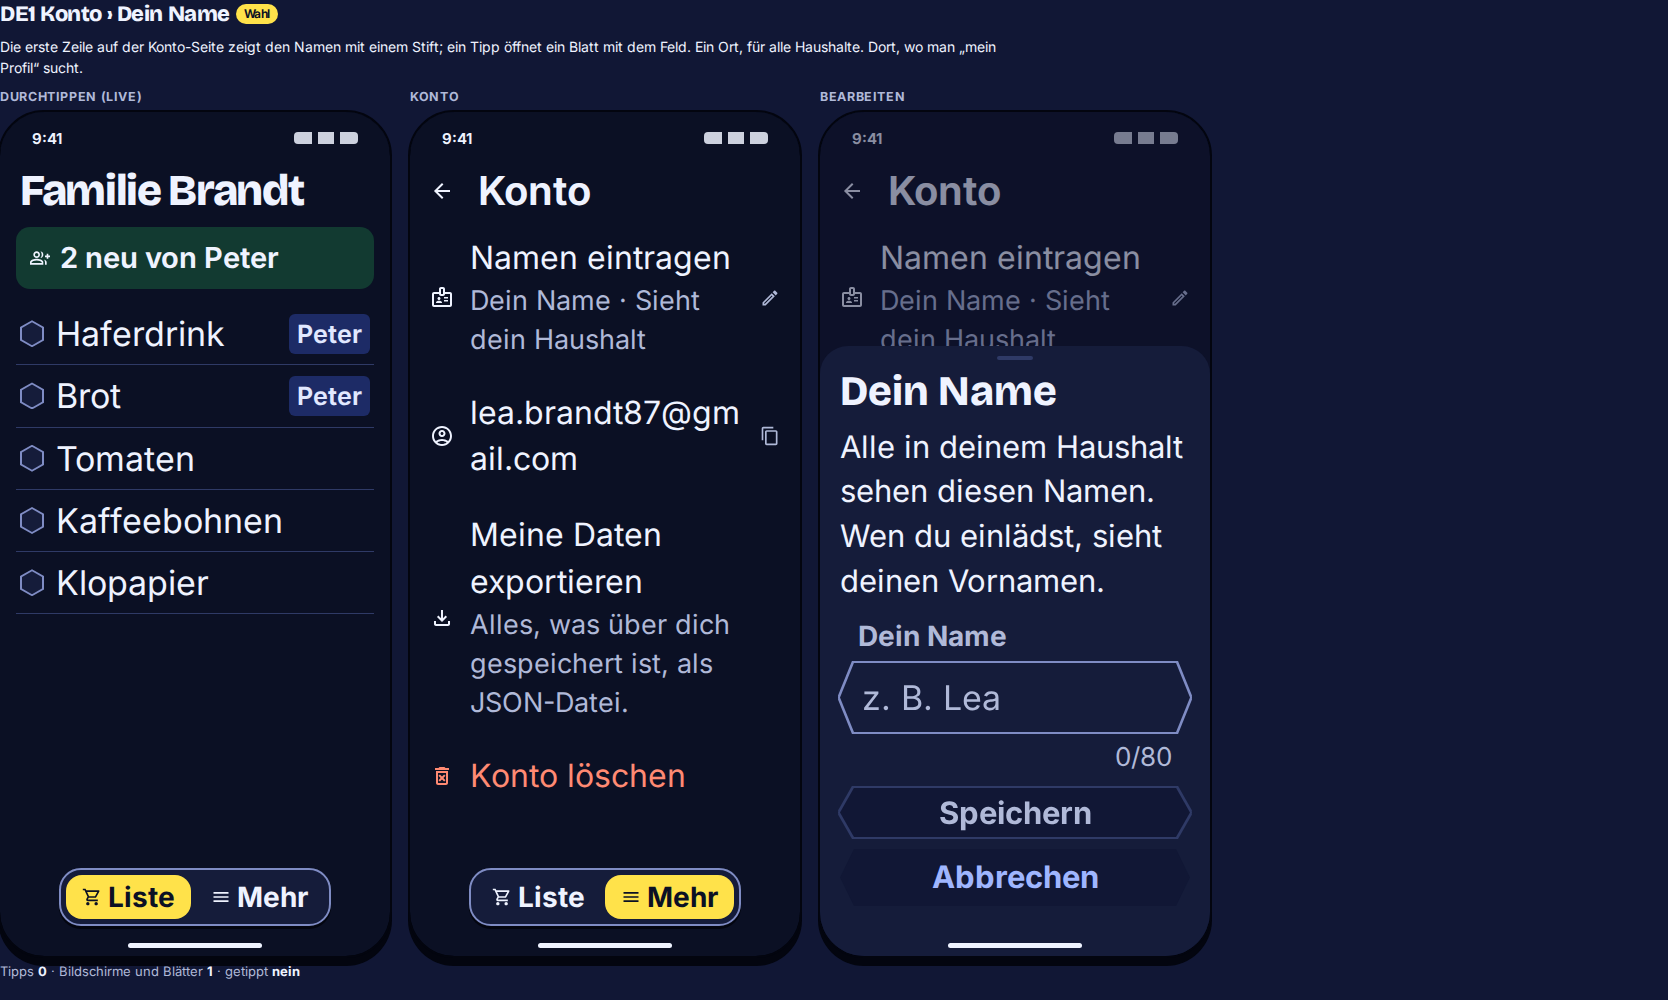 DE1 Konto › Dein Name Wahl
Die erste Zeile auf der Konto-Seite zeigt den Namen mit einem Stift; ein Tipp öffnet ein Blatt mit dem Feld. Ein Ort, für alle Haushalte. Dort, wo man „mein
Profil“ sucht.
DURCHTIPPEN (LIVE)
9:41
Familie Brandt
2 neu von Peter
Haferdrink Peter
Brot Peter
Tomaten
Kaffeebohnen
Klopapier
Liste Mehr
KONTO
9:41
Konto
Namen eintragen
Dein Name · Sieht
dein Haushalt
lea.brandt87@gm
ail.com
Meine Daten
exportieren
Alles, was über dich
gespeichert ist, als
JSON-Datei.
Konto löschen
Liste Mehr
BEARBEITEN
9:41
Konto
Namen eintragen
Dein Name · Sieht
dein Haushalt
Dein Name
Alle in deinem Haushalt
sehen diesen Namen.
Wen du einlädst, sieht
deinen Vornamen.
Dein Name
z. B. Lea
0/80
Speichern
Abbrechen
Tipps 0 · Bildschirme und Blätter 1 · getippt nein